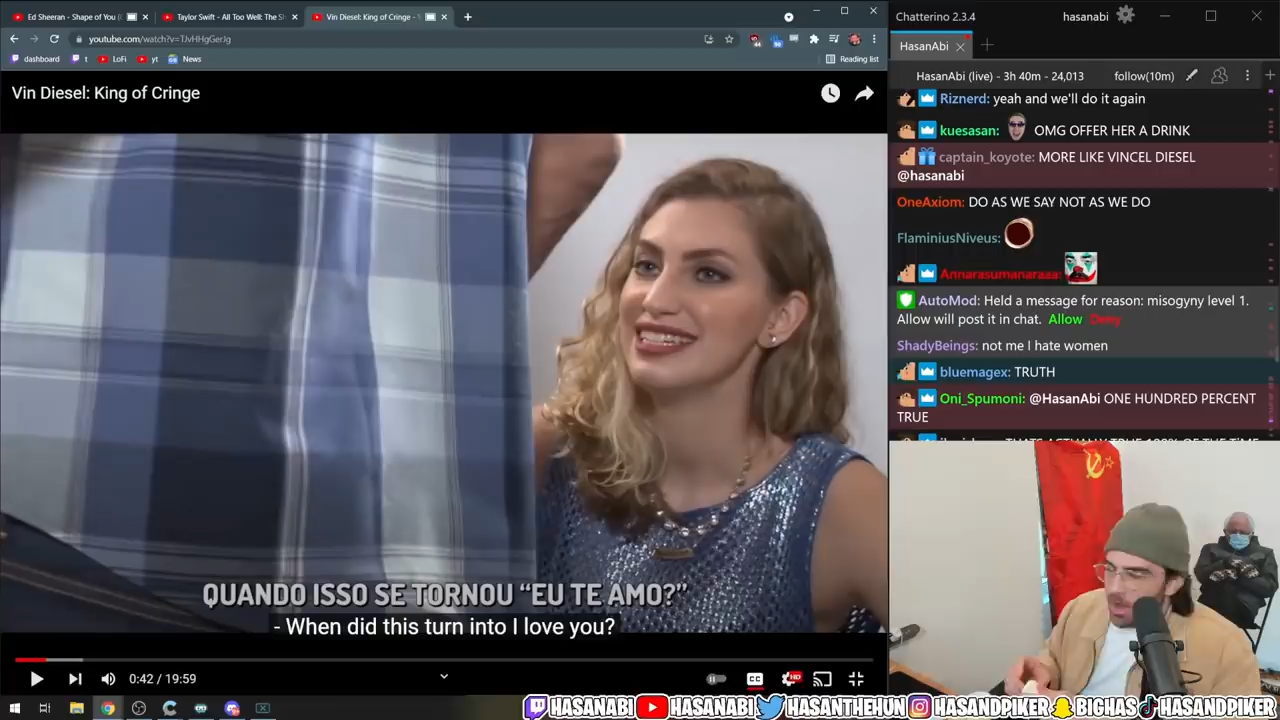 Ed Sheeran - Shape of You (
Taylor Swift - All Too Well: The Sh
Vin Diesel: King of Cringe -
youtube.com/watch?v=TJvHHgGerJg
dashboard
t
LoFi
yt
News
Reading list
Vin Diesel: King of Cringe
QUANDO ISSO SE TORNOU “EU TE AMO?”
- When did this turn into I love you?
0:42 / 19:59
CC
HD
Chatterino 2.3.4
hasanabi
HasanAbi
HasanAbi (live) - 3h 40m - 24,013
follow(10m)
Riznerd: yeah and we'll do it again
kuesasan: OMG OFFER HER A DRINK
captain_koyote: MORE LIKE VINCEL DIESEL
@hasanabi
OneAxiom: DO AS WE SAY NOT AS WE DO
FlaminiusNiveus:
Annarasumanaraaa:
AutoMod: Held a message for reason: misogyny level 1.
Allow will post it in chat. Allow Deny
ShadyBeings: not me I hate women
bluemagex: TRUTH
Oni_Spumoni: @HasanAbi ONE HUNDRED PERCENT
TRUE
HASANABI
HASANABI
HASANTHEHUN
HASANDPIKER
BIGHAS
HASANDPIKER